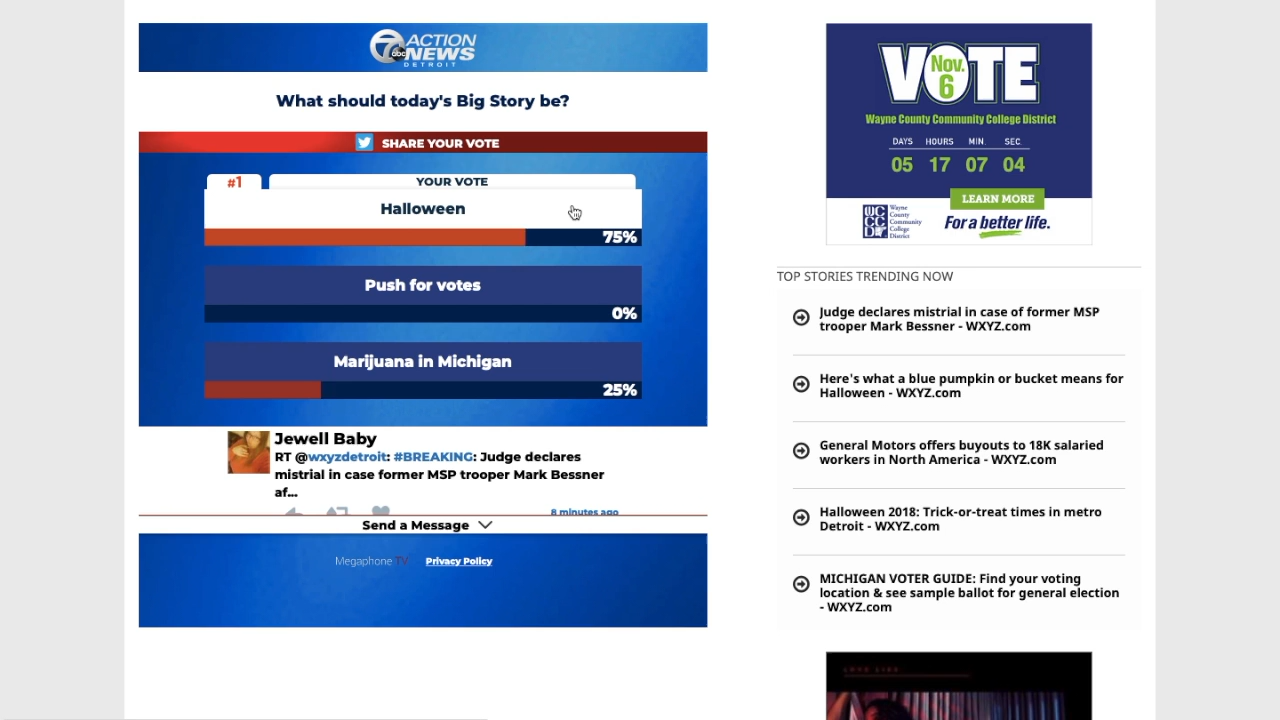 7 abc ACTION NEWS
DETROIT
What should today's Big Story be?
SHARE YOUR VOTE
#1
YOUR VOTE
Halloween
75%
Push for votes
0%
Marijuana in Michigan
25%
Jewell Baby
RT @wxyzdetroit: #BREAKING: Judge declares
mistrial in case former MSP trooper Mark Bessner
af...
8 minutes ago
Send a Message
Megaphone TV
Privacy Policy
VOTE
Nov.
6
Wayne County Community College District
DAYS HOURS MIN. SEC
05 17 07 04
LEARN MORE
WCCCD
Wayne
County
Community
College
District
For a better life.
TOP STORIES TRENDING NOW
Judge declares mistrial in case of former MSP
trooper Mark Bessner - WXYZ.com
Here's what a blue pumpkin or bucket means for
Halloween - WXYZ.com
General Motors offers buyouts to 18K salaried
workers in North America - WXYZ.com
Halloween 2018: Trick-or-treat times in metro
Detroit - WXYZ.com
MICHIGAN VOTER GUIDE: Find your voting
location & see sample ballot for general election
- WXYZ.com